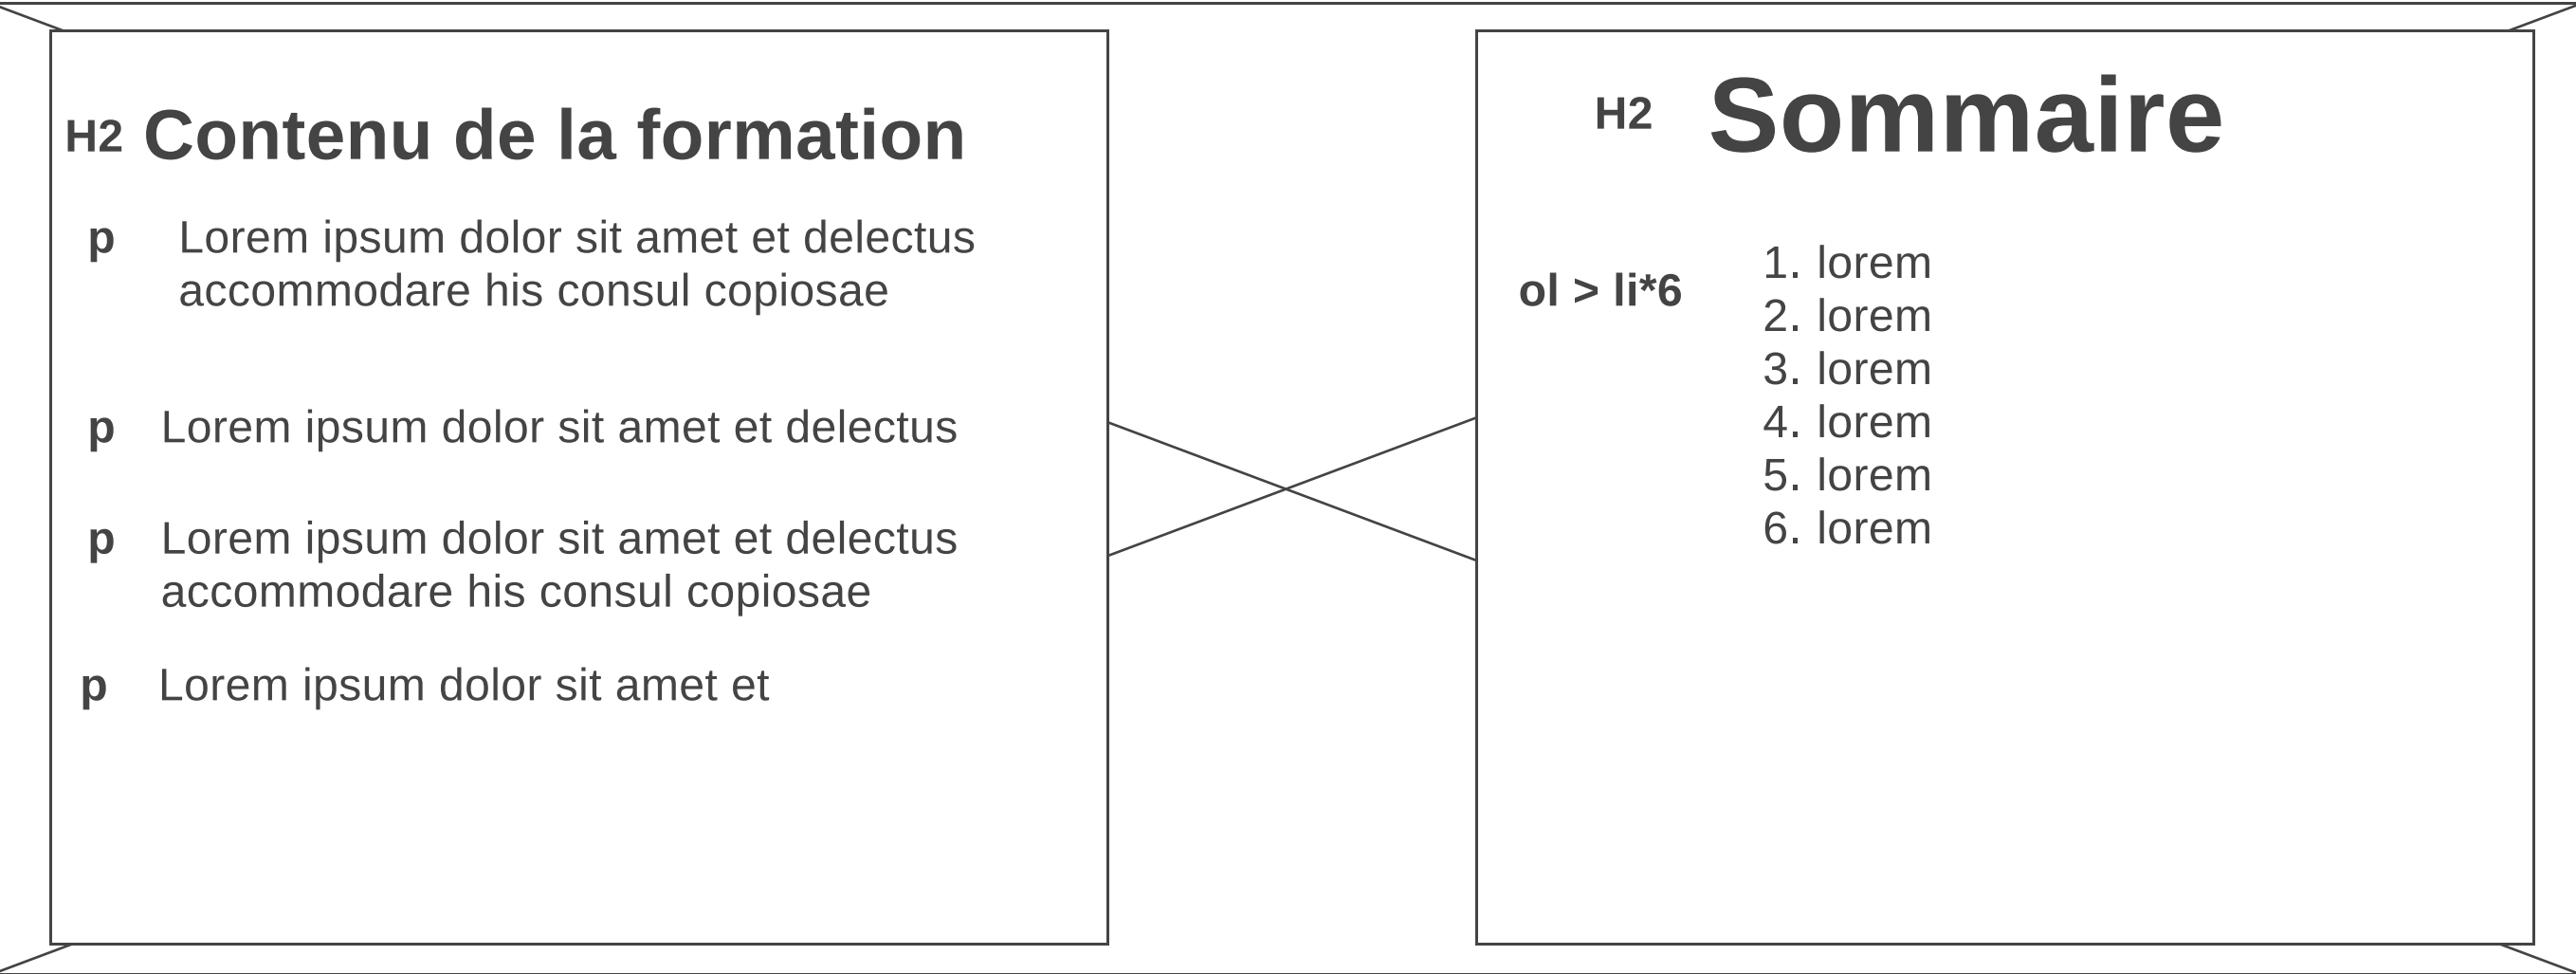 H2 Contenu de la formation
p Lorem ipsum dolor sit amet et delectus
accommodare his consul copiosae
p Lorem ipsum dolor sit amet et delectus
p Lorem ipsum dolor sit amet et delectus
accommodare his consul copiosae
p Lorem ipsum dolor sit amet et
H2 Sommaire
ol > li*6
1. lorem
2. lorem
3. lorem
4. lorem
5. lorem
6. lorem